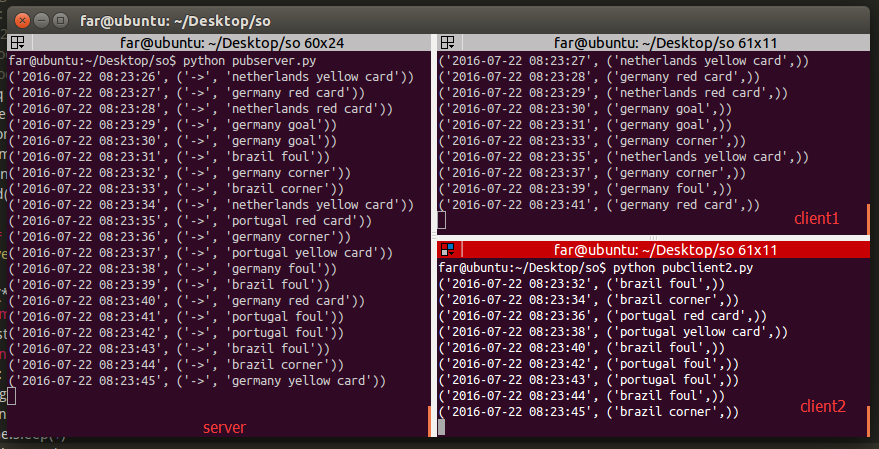 far@ubuntu: ~/Desktop/so
far@ubuntu: ~/Desktop/so 60x24
far@ubuntu:~/Desktop/so$ python pubserver.py
('2016-07-22 08:23:26', ('->', 'netherlands yellow card'))
('2016-07-22 08:23:27', ('->', 'germany red card'))
('2016-07-22 08:23:28', ('->', 'netherlands red card'))
('2016-07-22 08:23:29', ('->', 'germany goal'))
('2016-07-22 08:23:30', ('->', 'germany goal'))
('2016-07-22 08:23:31', ('->', 'brazil foul'))
('2016-07-22 08:23:32', ('->', 'germany corner'))
('2016-07-22 08:23:33', ('->', 'brazil corner'))
('2016-07-22 08:23:34', ('->', 'netherlands yellow card'))
('2016-07-22 08:23:35', ('->', 'portugal red card'))
('2016-07-22 08:23:36', ('->', 'germany corner'))
('2016-07-22 08:23:37', ('->', 'portugal yellow card'))
('2016-07-22 08:23:38', ('->', 'germany foul'))
('2016-07-22 08:23:39', ('->', 'brazil foul'))
('2016-07-22 08:23:40', ('->', 'germany red card'))
('2016-07-22 08:23:41', ('->', 'portugal foul'))
('2016-07-22 08:23:42', ('->', 'portugal foul'))
('2016-07-22 08:23:43', ('->', 'brazil foul'))
('2016-07-22 08:23:44', ('->', 'brazil corner'))
('2016-07-22 08:23:45', ('->', 'germany yellow card'))
server
far@ubuntu: ~/Desktop/so 61x11
('2016-07-22 08:23:27', ('netherlands yellow card',))
('2016-07-22 08:23:28', ('germany red card',))
('2016-07-22 08:23:29', ('netherlands red card',))
('2016-07-22 08:23:30', ('germany goal',))
('2016-07-22 08:23:31', ('germany goal',))
('2016-07-22 08:23:33', ('germany corner',))
('2016-07-22 08:23:35', ('netherlands yellow card',))
('2016-07-22 08:23:37', ('germany corner',))
('2016-07-22 08:23:39', ('germany foul',))
('2016-07-22 08:23:41', ('germany red card',))
client1
far@ubuntu: ~/Desktop/so 61x11
far@ubuntu:~/Desktop/so$ python pubclient2.py
('2016-07-22 08:23:32', ('brazil foul',))
('2016-07-22 08:23:34', ('brazil corner',))
('2016-07-22 08:23:36', ('portugal red card',))
('2016-07-22 08:23:38', ('portugal yellow card',))
('2016-07-22 08:23:40', ('brazil foul',))
('2016-07-22 08:23:42', ('portugal foul',))
('2016-07-22 08:23:43', ('portugal foul',))
('2016-07-22 08:23:44', ('brazil foul',))
('2016-07-22 08:23:45', ('brazil corner',))
client2